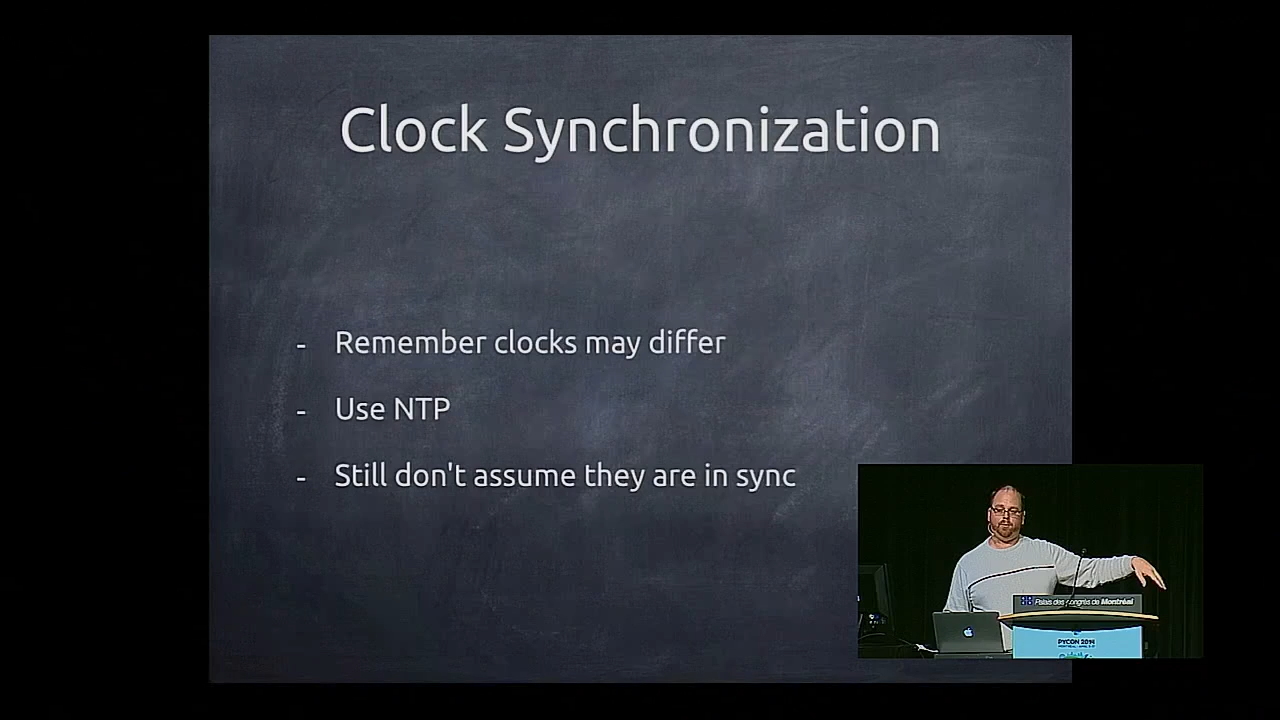 Clock Synchronization
- Remember clocks may differ
- Use NTP
- Still don't assume they are in sync
Palais des congrès de Montréal
PYCON 2014